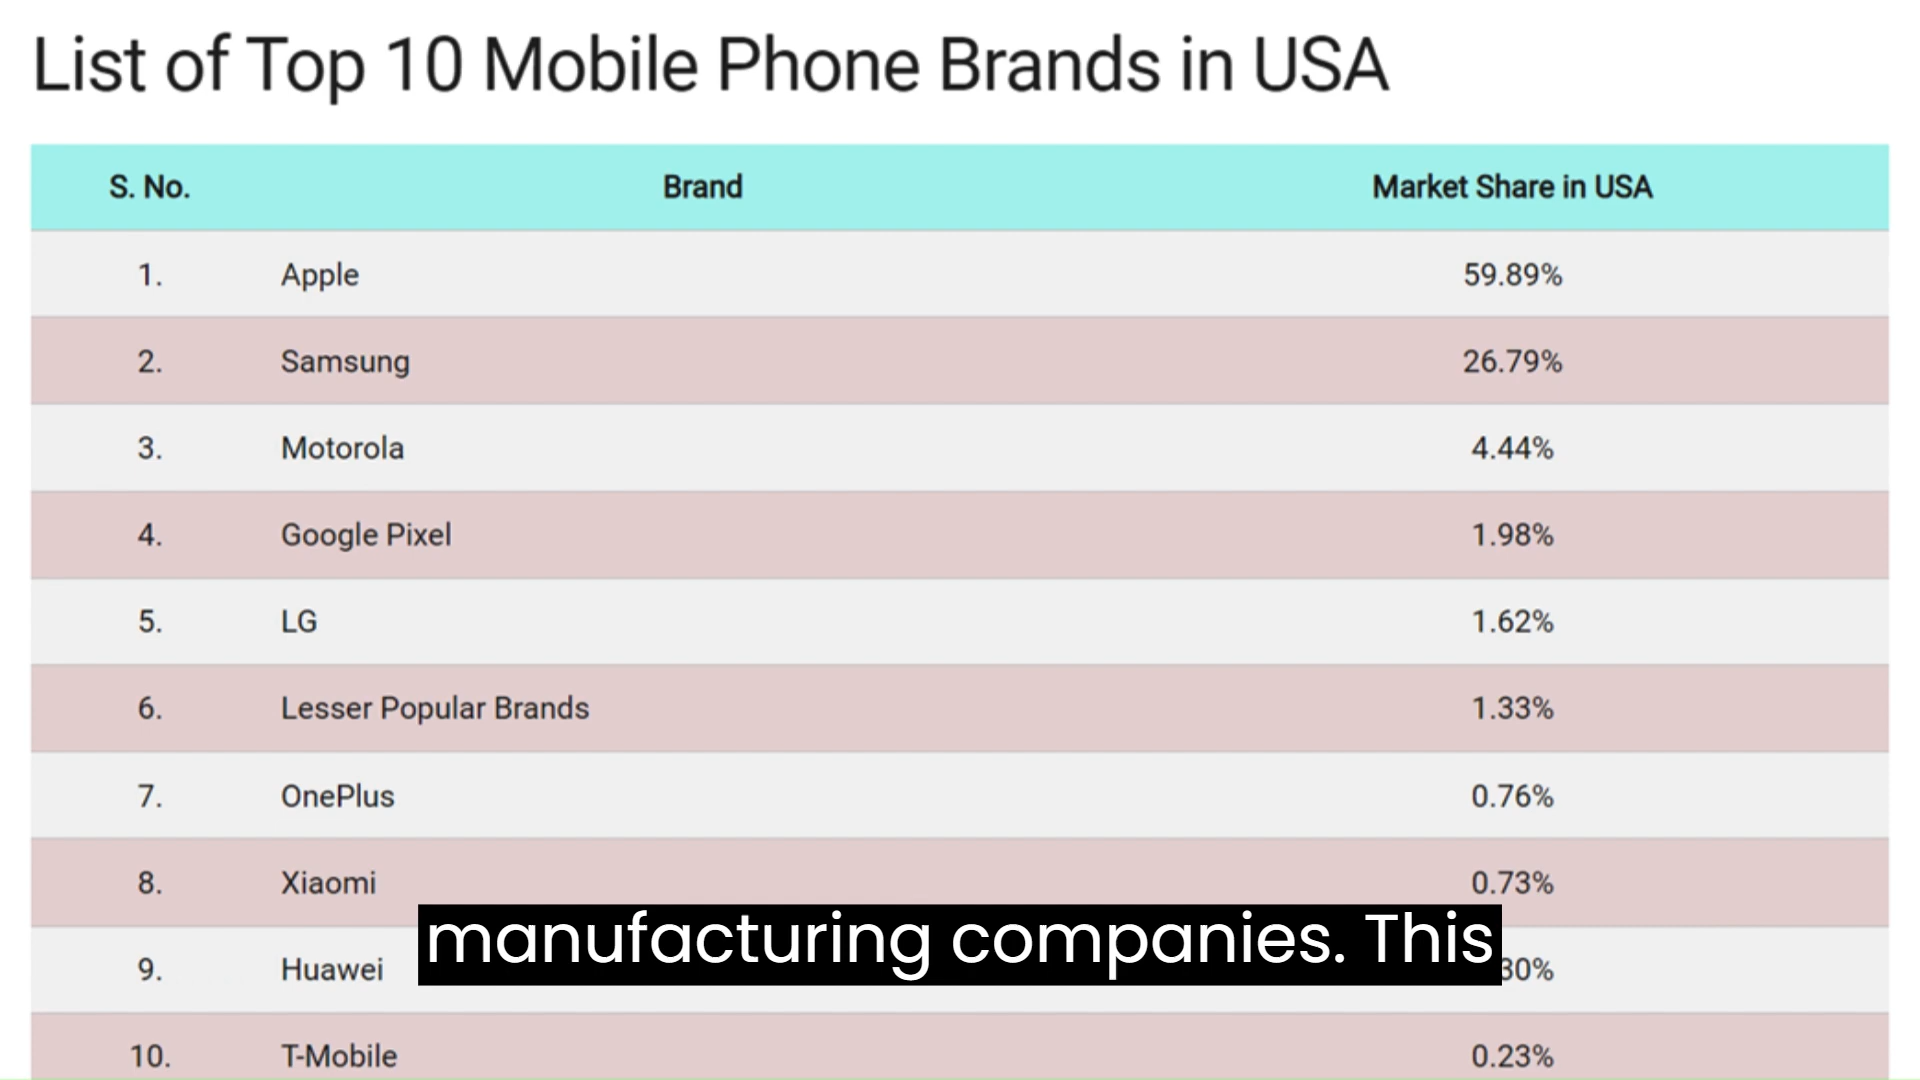 List of Top 10 Mobile Phone Brands in USA
S. No. Brand Market Share in USA
1. Apple 59.89%
2. Samsung 26.79%
3. Motorola 4.44%
4. Google Pixel 1.98%
5. LG 1.62%
6. Lesser Popular Brands 1.33%
7. OnePlus 0.76%
8. Xiaomi 0.73%
manufacturing companies. This
9. Huawei
10. T-Mobile 0.23%